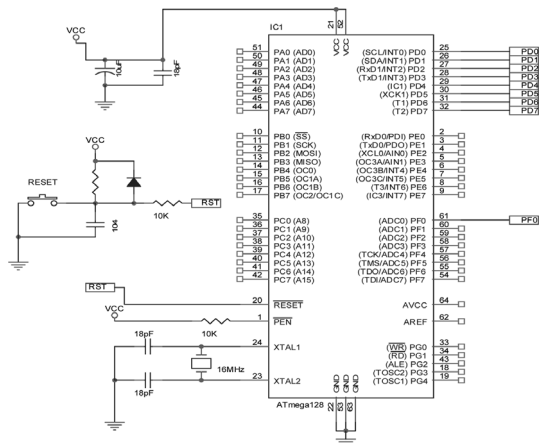 IC1
VCC
10uF
18pF
21
52
VCC
VCC
51 PA0 (AD0)
50 PA1 (AD1)
49 PA2 (AD2)
48 PA3 (AD3)
47 PA4 (AD4)
46 PA5 (AD5)
45 PA6 (AD6)
44 PA7 (AD7)
(SCL/INT0) PD0 25 PD0
(SDA/INT1) PD1 26 PD1
(RxD1/INT2) PD2 27 PD2
(TxD1/INT3) PD3 28 PD3
(IC1) PD4 29 PD4
(XCK1) PD5 30 PD5
(T1) PD6 31 PD6
(T2) PD7 32 PD7
10 PB0 (SS)
11 PB1 (SCK)
12 PB2 (MOSI)
13 PB3 (MISO)
14 PB4 (OC0)
15 PB5 (OC1A)
16 PB6 (OC1B)
17 PB7 (OC2/OC1C)
(RxD0/PDI) PE0 2
(TxD0/PDO) PE1 3
(XCL0/AIN0) PE2 4
(OC3A/AIN1) PE3 5
(OC3B/INT4) PE4 6
(OC3C/INT5) PE5 7
(T3/INT6) PE6 8
(IC3/INT7) PE7 9
VCC
RESET
104
10K
RST
35 PC0 (A8)
36 PC1 (A9)
37 PC2 (A10)
38 PC3 (A11)
39 PC4 (A12)
40 PC5 (A13)
41 PC6 (A14)
42 PC7 (A15)
(ADC0) PF0 61 PF0
(ADC1) PF1 60
(ADC2) PF2 59
(ADC3) PF3 58
(TCK/ADC4) PF4 57
(TMS/ADC5) PF5 56
(TDO/ADC6) PF6 55
(TDI/ADC7) PF7 54
RST
20 RESET
VCC
10K
1 PEN
AVCC 64
AREF 62
18pF
24 XTAL1
16MHz
18pF
23 XTAL2
(WR) PG0 33
(RD) PG1 34
(ALE) PG2 43
(TOSC2) PG3 18
(TOSC1) PG4 19
GND
GND
GND
ATmega128
22
53
63